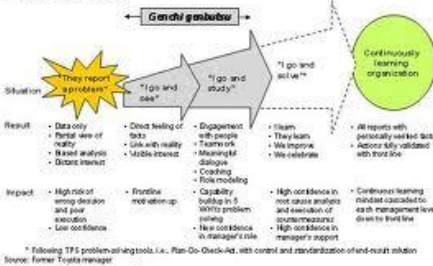 Genchi genbutsu
Situation
"They report
a problem"
"I go and
see"
"I go and
study"
"I go and
solve"*
Continuously
learning
organization
Result
• Data only
• Partial view of
reality
• Biased analysis
• Distant interest
• Direct feeling of
facts
• Link with reality
• Visible interest
• Engagement
with people
• Teamwork
• Meaningful
dialogue
• Coaching
• Role modeling
• I learn
• They learn
• We improve
• We celebrate
• All reports with
personally verified facts
• Actions fully validated
with front line
Impact
• High risk of
wrong decision
and poor
execution
• Low confidence
• Frontline
motivation up
• Capability
buildup in 5
WHYs problem
solving
• New confidence
in manager's role
• High confidence in
root cause analysis
and execution of
countermeasures
• High confidence in
manager's support
• Continuous learning
mindset cascaded to
each management level
down to front line
* Following TPS problem-solving tools, i.e., Plan-Do-Check-Act, with control and standardization of end-result solution
Source: Former Toyota manager